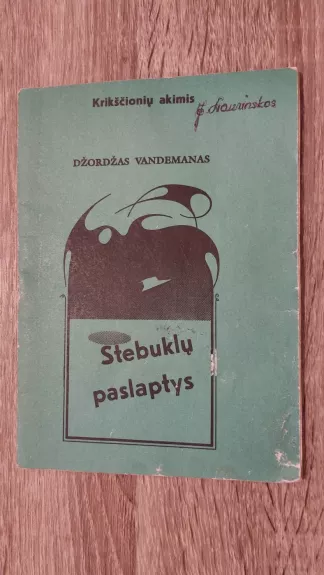 Krikščionių akimis
DŽORDŽAS VANDEMANAS
Stebuklų
paslaptys